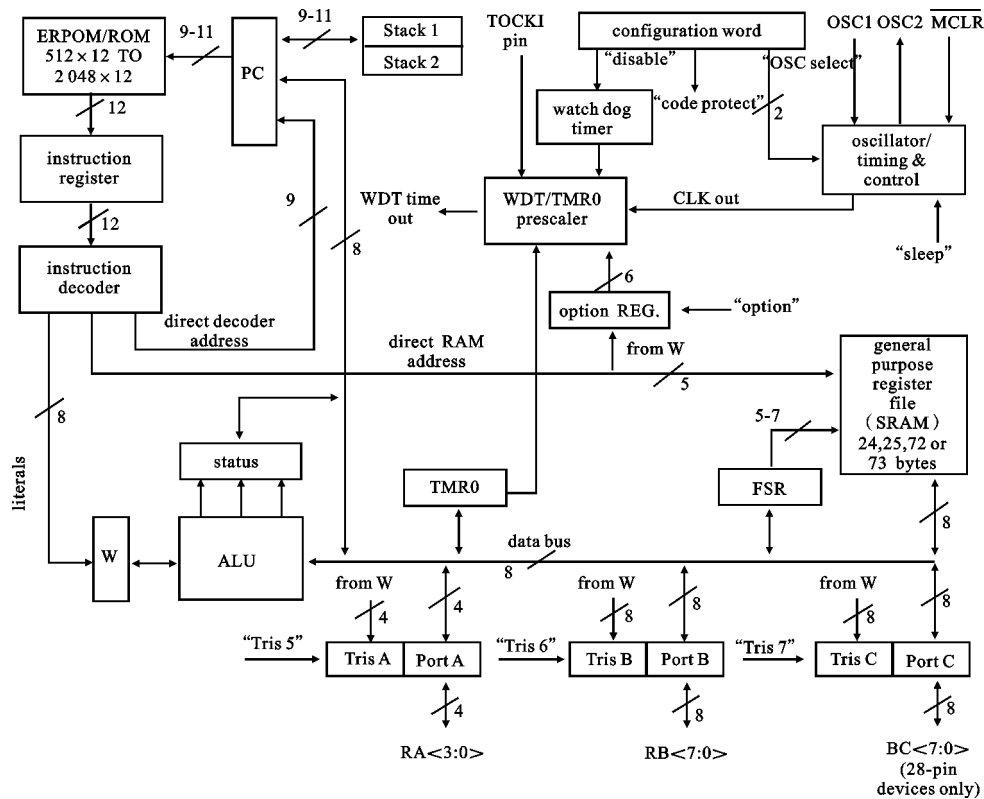 ERPOM/ROM
512×12 TO
2 048×12
9-11
PC
9-11
Stack 1
Stack 2
TOCKI
pin
configuration word
OSC1 OSC2 MCLR
"disable"
"OSC select"
"code protect"
2
watch dog
timer
oscillator/
timing &
control
12
instruction
register
12
instruction
decoder
9
8
WDT time
out
WDT/TMR0
prescaler
CLK out
"sleep"
6
option REG.
"option"
direct decoder
address
direct RAM
address
from W
5
general
purpose
register
file
(SRAM)
24,25,72 or
73 bytes
8
literals
status
5-7
TMR0
FSR
8
W
ALU
data bus
8
from W
4
4
from W
8
8
from W
8
8
"Tris 5"
Tris A
Port A
"Tris 6"
Tris B
Port B
"Tris 7"
Tris C
Port C
4
8
8
RA<3:0>
RB<7:0>
BC<7:0>
(28-pin
devices only)